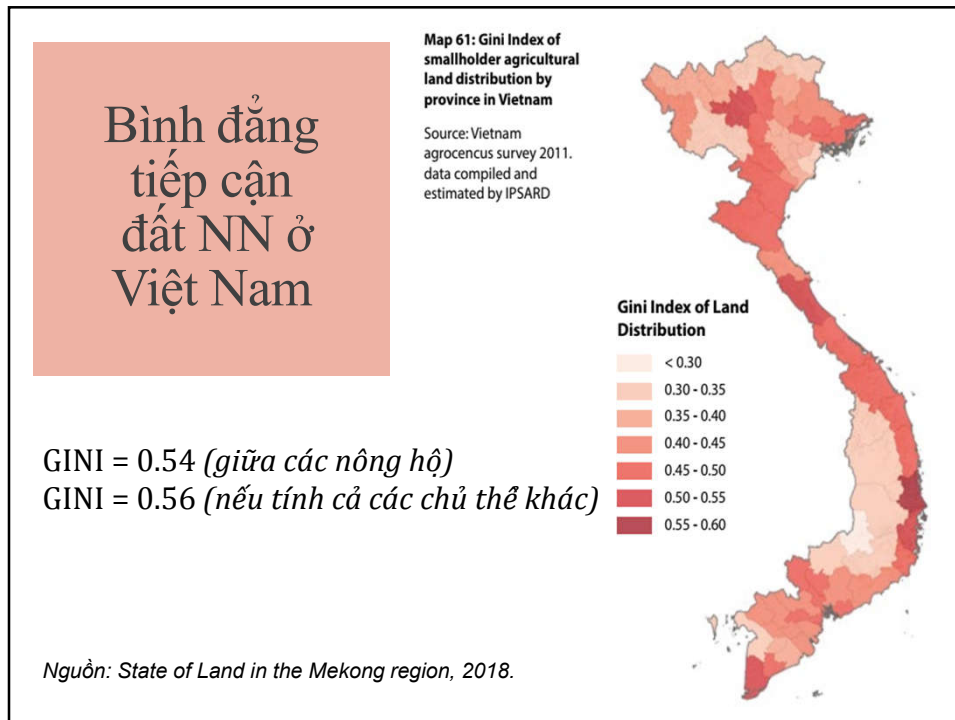 Bình đẳng
tiếp cận
đất NN ở
Việt Nam
Map 61: Gini Index of
smallholder agricultural
land distribution by
province in Vietnam
Source: Vietnam
agrocencus survey 2011.
data compiled and
estimated by IPSARD
Gini Index of Land
Distribution
< 0.30
0.30 - 0.35
0.35 - 0.40
0.40 - 0.45
0.45 - 0.50
0.50 - 0.55
0.55 - 0.60
GINI = 0.54 (giữa các nông hộ)
GINI = 0.56 (nếu tính cả các chủ thể khác)
Nguồn: State of Land in the Mekong region, 2018.